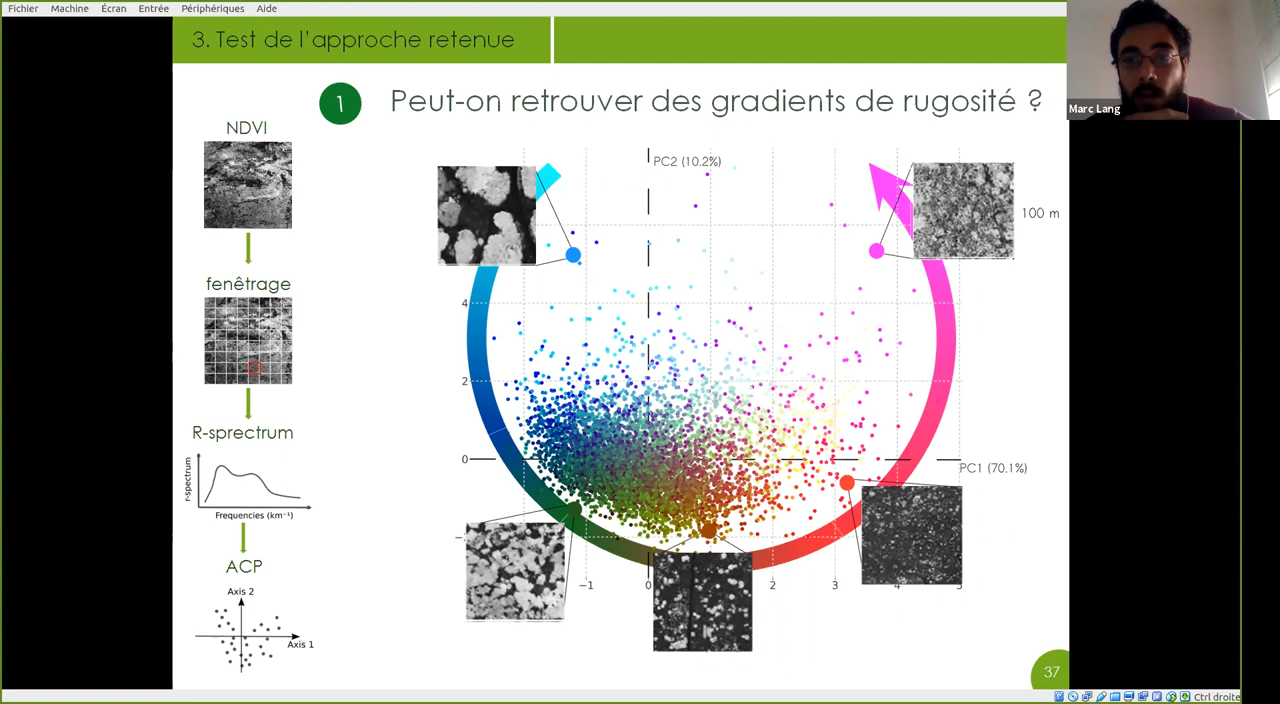 Fichier Machine Écran Entrée Périphériques Aide
3. Test de l'approche retenue
Marc Lang
1 Peut-on retrouver des gradients de rugosité ?
NDVI
fenêtrage
R-sprectrum
r-spectrum
Frequencies (km⁻¹)
ACP
Axis 2
Axis 1
PC2 (10.2%)
100 m
4
2
0
PC1 (70.1%)
−1 0 2 3 5
37
Ctrl droite